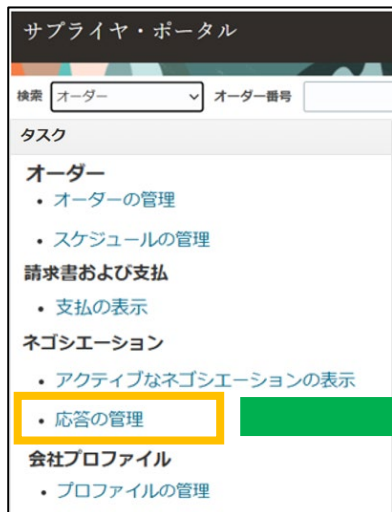 サプライヤ・ポータル
検索 オーダー オーダー番号
タスク
オーダー
• オーダーの管理
• スケジュールの管理
請求書および支払
• 支払の表示
ネゴシエーション
• アクティブなネゴシエーションの表示
• 応答の管理
会社プロファイル
• プロファイルの管理